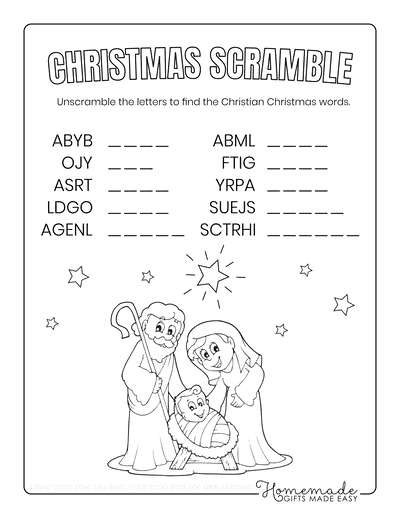 CHRISTMAS SCRAMBLE
Unscramble the letters to find the Christian Christmas words.
ABYB _ _ _ _ ABML _ _ _ _
OJY _ _ _ FTIG _ _ _ _
ASRT _ _ _ _ YRPA _ _ _ _
LDGO _ _ _ _ SUEJS _ _ _ _ _
AGENL _ _ _ _ _ SCTRHI _ _ _ _ _ _
Homemade
GIFTS MADE EASY